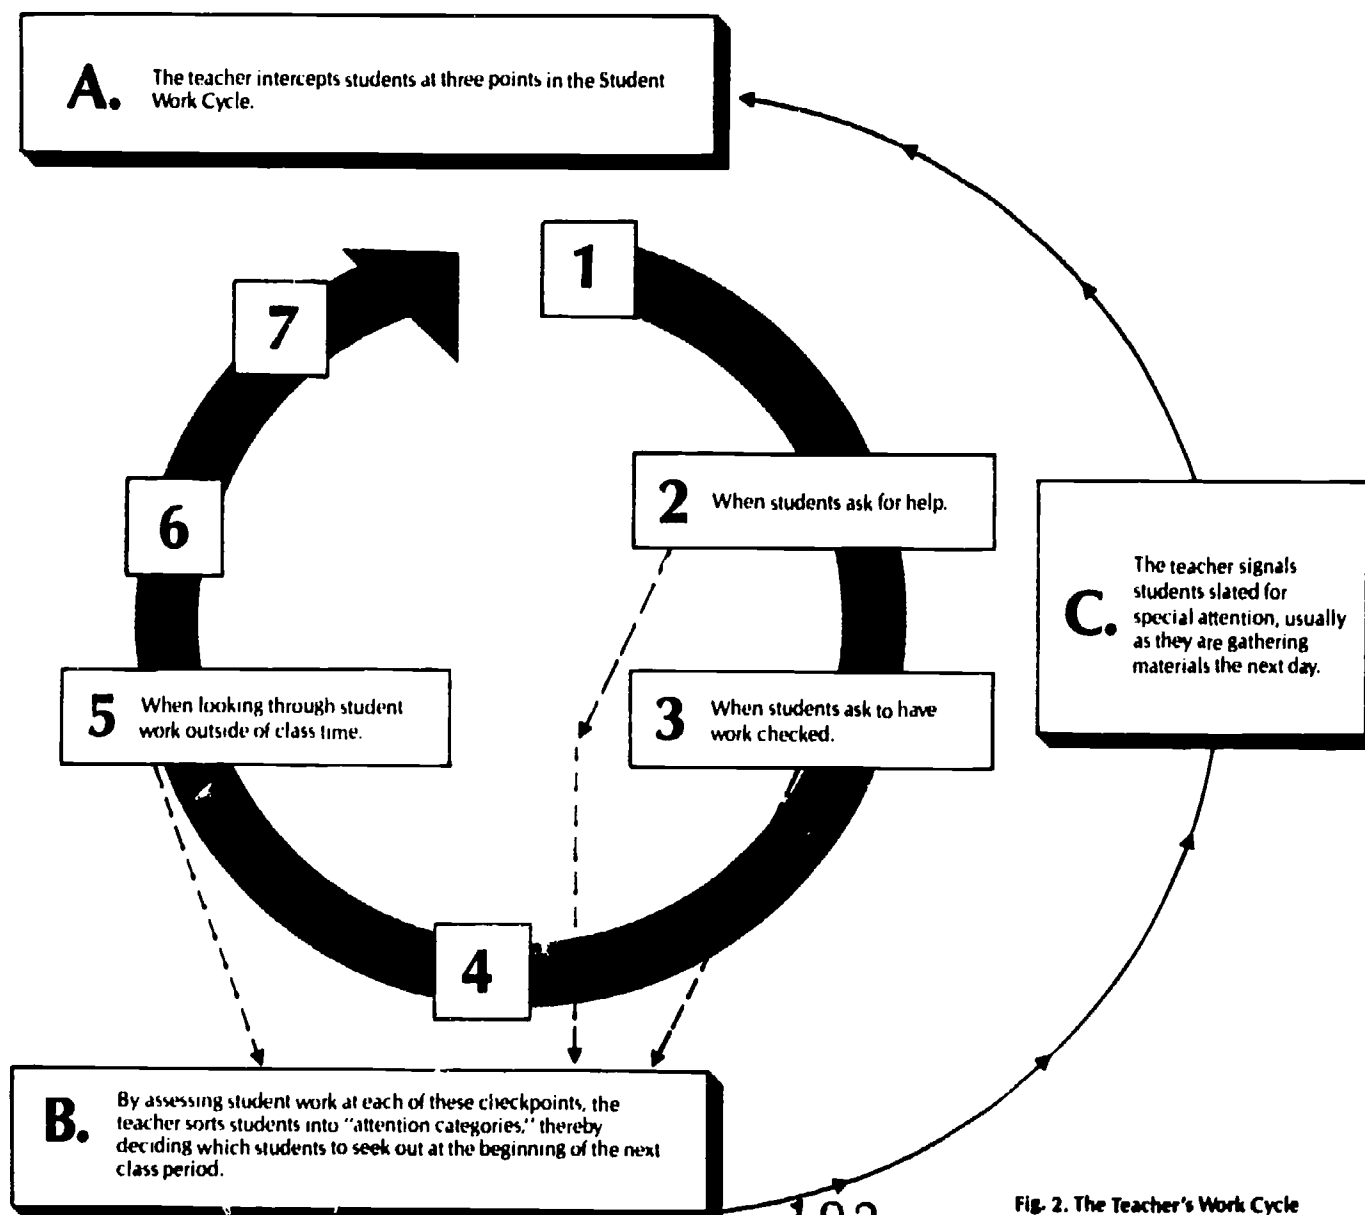 A.
The teacher intercepts students at three points in the Student
Work Cycle.
1
7
2
When students ask for help.
6
C.
The teacher signals
students slated for
special attention, usually
as they are gathering
materials the next day.
5
When looking through student
work outside of class time.
3
When students ask to have
work checked.
4
B.
By assessing student work at each of these checkpoints, the
teacher sorts students into "attention categories," thereby
deciding which students to seek out at the beginning of the next
class period.
Fig. 2. The Teacher's Work Cycle